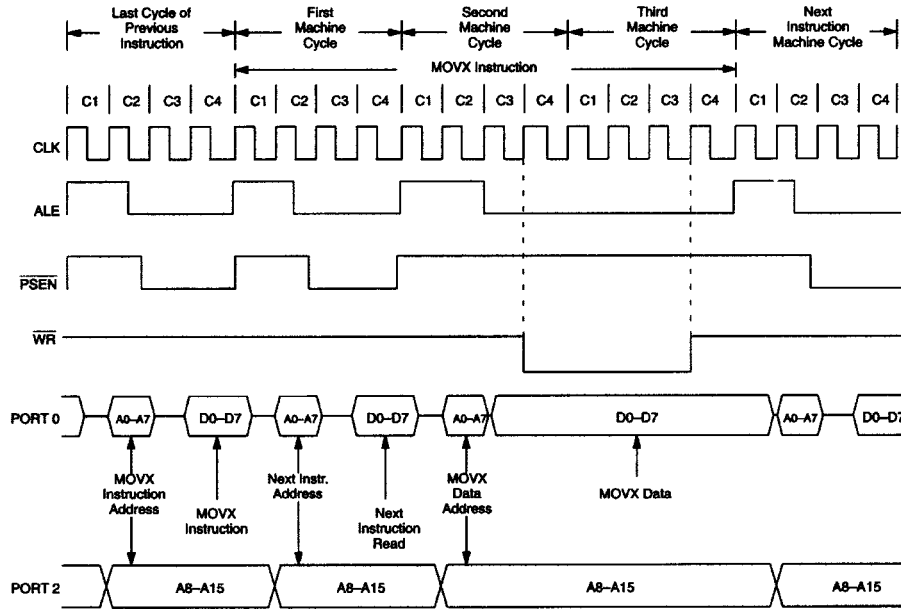 Last Cycle of
Previous
Instruction
First
Machine
Cycle
Second
Machine
Cycle
Third
Machine
Cycle
Next
Instruction
Machine Cycle
MOVX Instruction
C1 C2 C3 C4 C1 C2 C3 C4 C1 C2 C3 C4 C1 C2 C3 C4 C1 C2 C3 C4
CLK
ALE
PSEN
WR
PORT 0 A0–A7 D0–D7 A0–A7 D0–D7 A0–A7 D0–D7 A0–A7 D0–D7
MOVX
Instruction
Address
MOVX
Instruction
Next Instr.
Address
Next
Instruction
Read
MOVX
Data
Address
MOVX Data
PORT 2 A8–A15 A8–A15 A8–A15 A8–A15